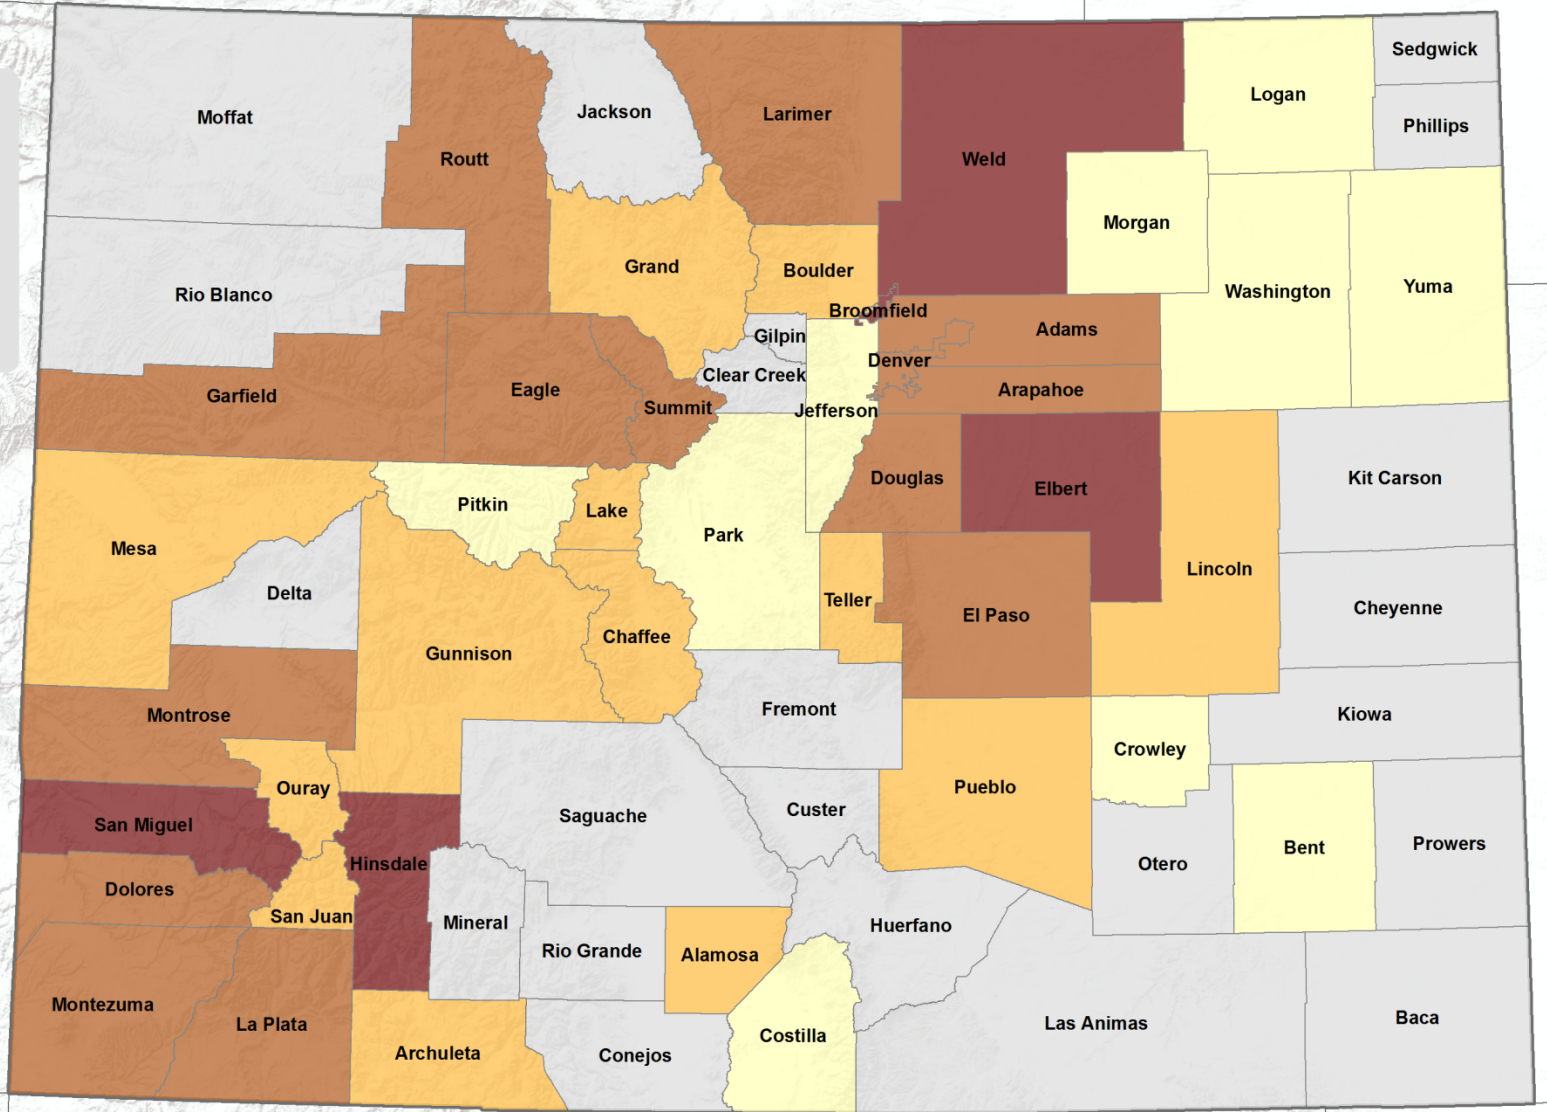 Sedgwick
Logan
Jackson
Larimer
Moffat
Phillips
Routt
Weld
Morgan
Grand
Boulder
Yuma
Washington
Rio Blanco
Broomfield
Adams
Gilpin
Denver
Clear Creek
Eagle
Arapahoe
Garfield
Summit
Jefferson
Douglas
Kit Carson
Elbert
Pitkin
Lake
Park
Mesa
Lincoln
Delta
Teller
Cheyenne
El Paso
Chaffee
Gunnison
Fremont
Kiowa
Montrose
Crowley
Pueblo
Ouray
Custer
Saguache
San Miguel
Prowers
Bent
Hinsdale
Otero
Dolores
San Juan
Mineral
Huerfano
Rio Grande
Alamosa
Montezuma
Baca
Las Animas
La Plata
Costilla
Archuleta
Conejos